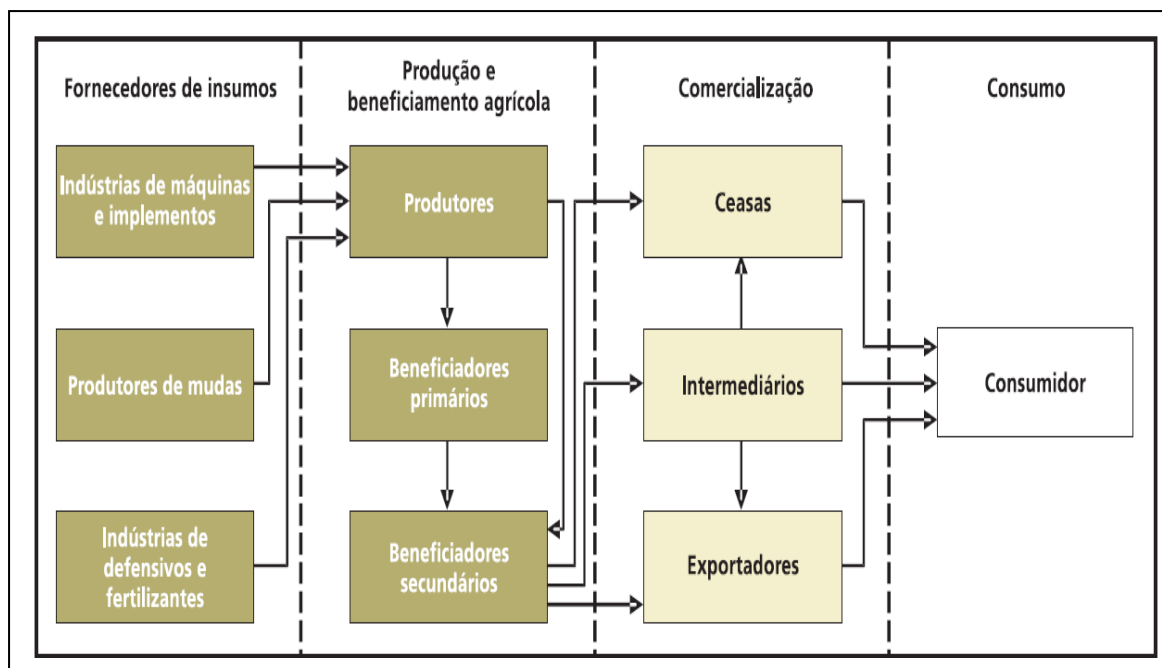 Fornecedores de insumos
Produção e
beneficiamento agrícola
Comercialização
Consumo
Indústrias de máquinas
e implementos
Produtores
Ceasas
Produtores de mudas
Beneficiadores
primários
Intermediários
Consumidor
Indústrias de
defensivos e
fertilizantes
Beneficiadores
secundários
Exportadores